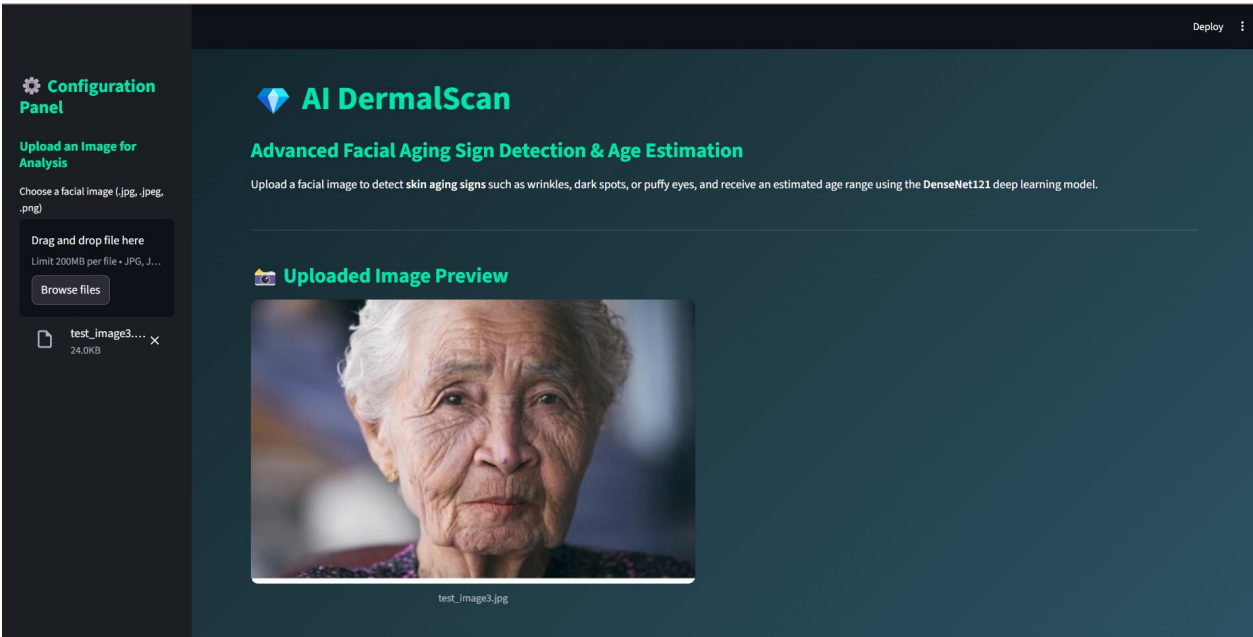 Deploy
Configuration
Panel
Upload an Image for
Analysis
Choose a facial image (.jpg, .jpeg,
.png)
Drag and drop file here
Limit 200MB per file • JPG, J...
Browse files
test_image3....
24.0KB
AI DermalScan
Advanced Facial Aging Sign Detection & Age Estimation
Upload a facial image to detect skin aging signs such as wrinkles, dark spots, or puffy eyes, and receive an estimated age range using the DenseNet121 deep learning model.
Uploaded Image Preview
test_image3.jpg